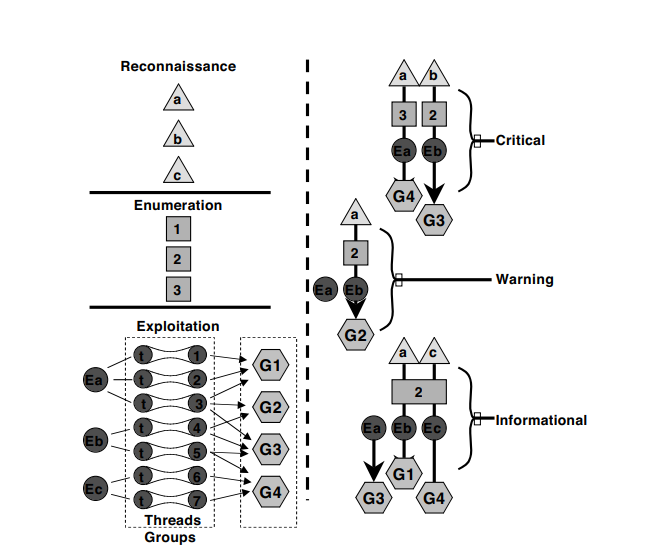 Reconnaissance
a
b
c
Enumeration
1
2
3
Exploitation
Ea
Eb
Ec
t 1
t 2
t 3
t 4
t 5
t 6
t 7
G1
G2
G3
G4
Threads
Groups
a b
3 2
Ea Eb
G4
G3
Critical
a
2
Ea Eb
G2
Warning
a c
2
Ea Eb Ec
G1
G3 G4
Informational